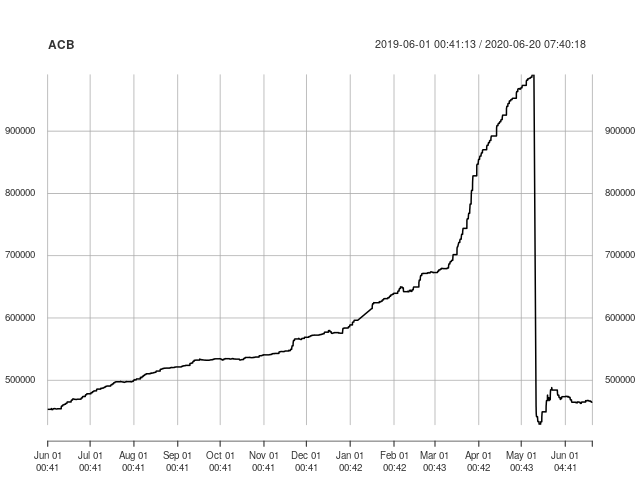 ACB
2019-06-01 00:41:13 / 2020-06-20 07:40:18
900000 900000
800000 800000
700000 700000
600000 600000
500000 500000
Jun 01 Jul 01 Aug 01 Sep 01 Oct 01 Nov 01 Dec 01 Jan 01 Feb 01 Mar 01 Apr 01 May 01 Jun 01
00:41 00:41 00:41 00:41 00:41 00:41 00:41 00:42 00:42 00:43 00:42 00:43 04:41